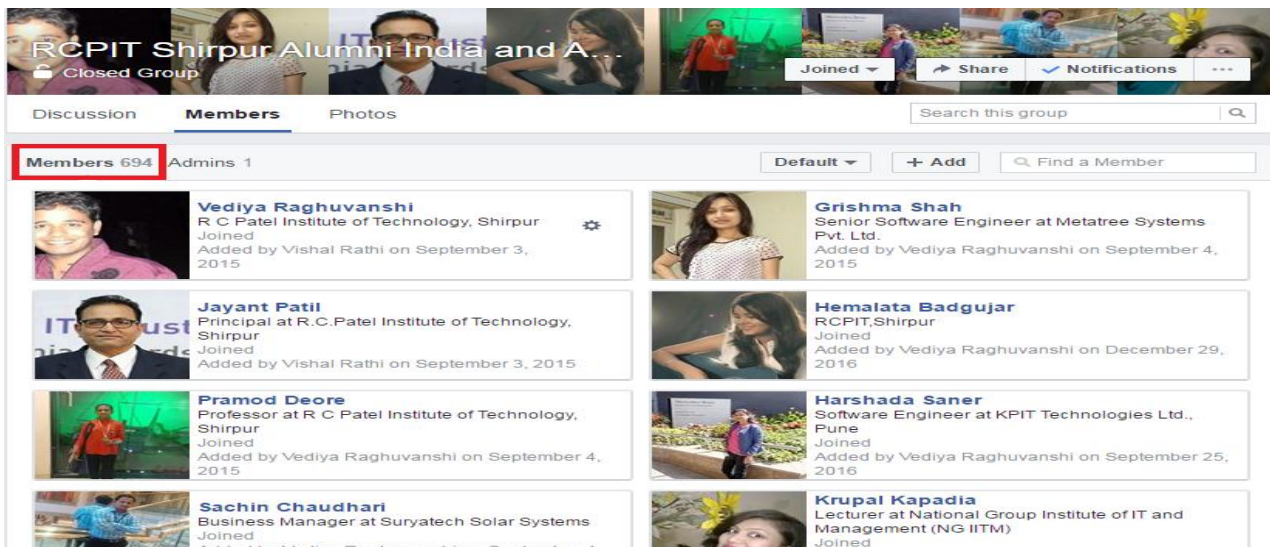 RCPIT Shirpur Alumni India and A...
Closed Group
Joined
Share
Notifications
...
Discussion
Members
Photos
Search this group
Members 694
Admins 1
Default
+ Add
Find a Member
Vediya Raghuvanshi
R C Patel Institute of Technology, Shirpur
Joined
Added by Vishal Rathi on September 3,
2015
Grishma Shah
Senior Software Engineer at Metatree Systems
Pvt. Ltd.
Added by Vediya Raghuvanshi on September 4,
2015
Jayant Patil
Principal at R.C.Patel Institute of Technology,
Shirpur
Joined
Added by Vishal Rathi on September 3, 2015
Hemalata Badgujar
RCPIT,Shirpur
Joined
Added by Vediya Raghuvanshi on December 29,
2016
Pramod Deore
Professor at R C Patel Institute of Technology,
Shirpur
Joined
Added by Vediya Raghuvanshi on September 4,
2015
Harshada Saner
Software Engineer at KPIT Technologies Ltd.,
Pune
Joined
Added by Vediya Raghuvanshi on September 25,
2016
Sachin Chaudhari
Business Manager at Suryatech Solar Systems
Joined
Krupal Kapadia
Lecturer at National Group Institute of IT and
Management (NG IITM)
Joined